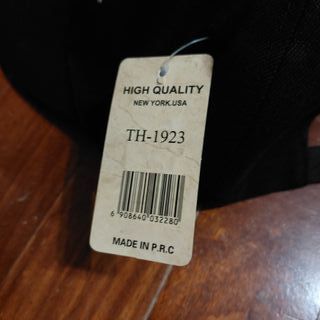 HIGH QUALITY
NEW YORK.USA
TH-1923
6 908640 032280
MADE IN P.R.C